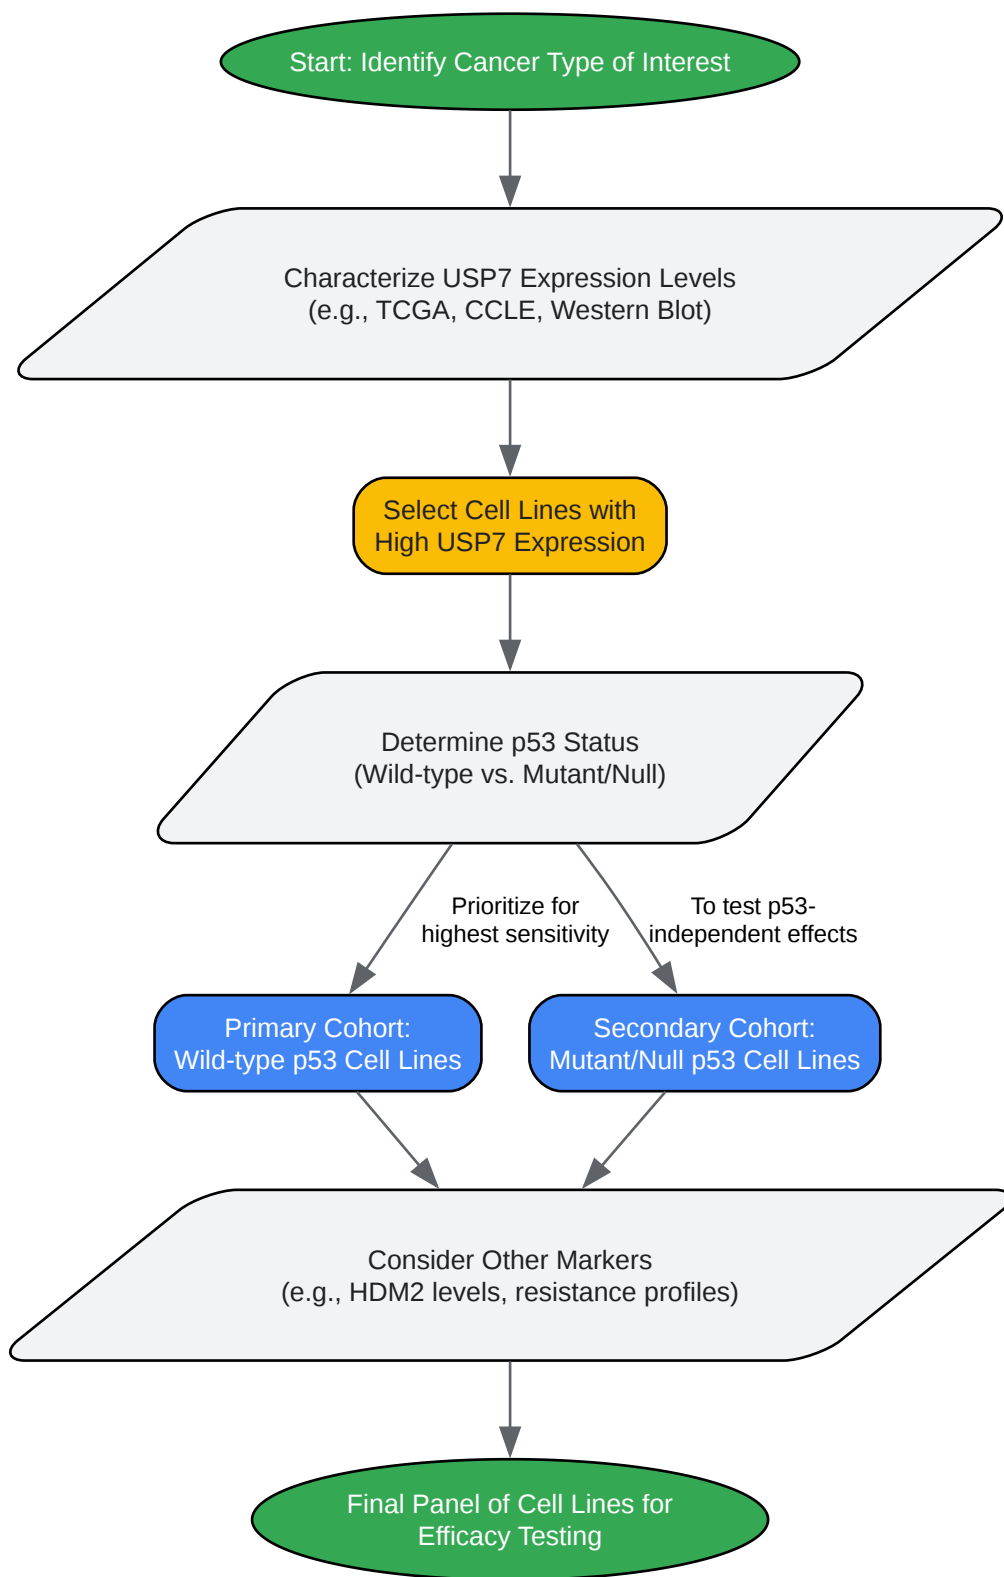 Start: Identify Cancer Type of Interest
Characterize USP7 Expression Levels
(e.g., TCGA, CCLE, Western Blot)
Select Cell Lines with
High USP7 Expression
Determine p53 Status
(Wild-type vs. Mutant/Null)
Prioritize for
highest sensitivity
To test p53-
independent effects
Primary Cohort:
Wild-type p53 Cell Lines
Secondary Cohort:
Mutant/Null p53 Cell Lines
Consider Other Markers
(e.g., HDM2 levels, resistance profiles)
Final Panel of Cell Lines for
Efficacy Testing